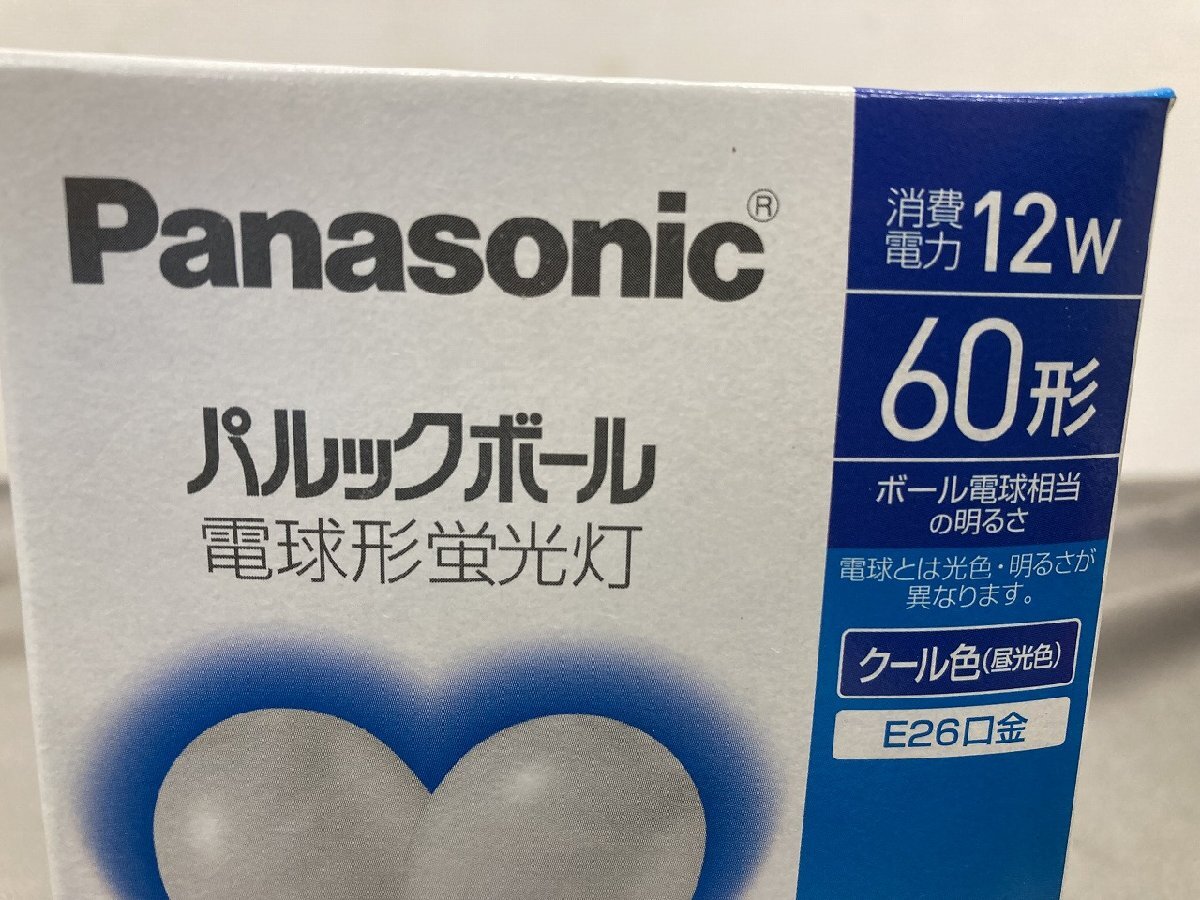 Panasonic®
パルックボール
電球形蛍光灯
消費
電力 12W
60形
ボール電球相当
の明るさ
電球とは光色・明るさが
異なります。
クール色(昼光色)
E26口金